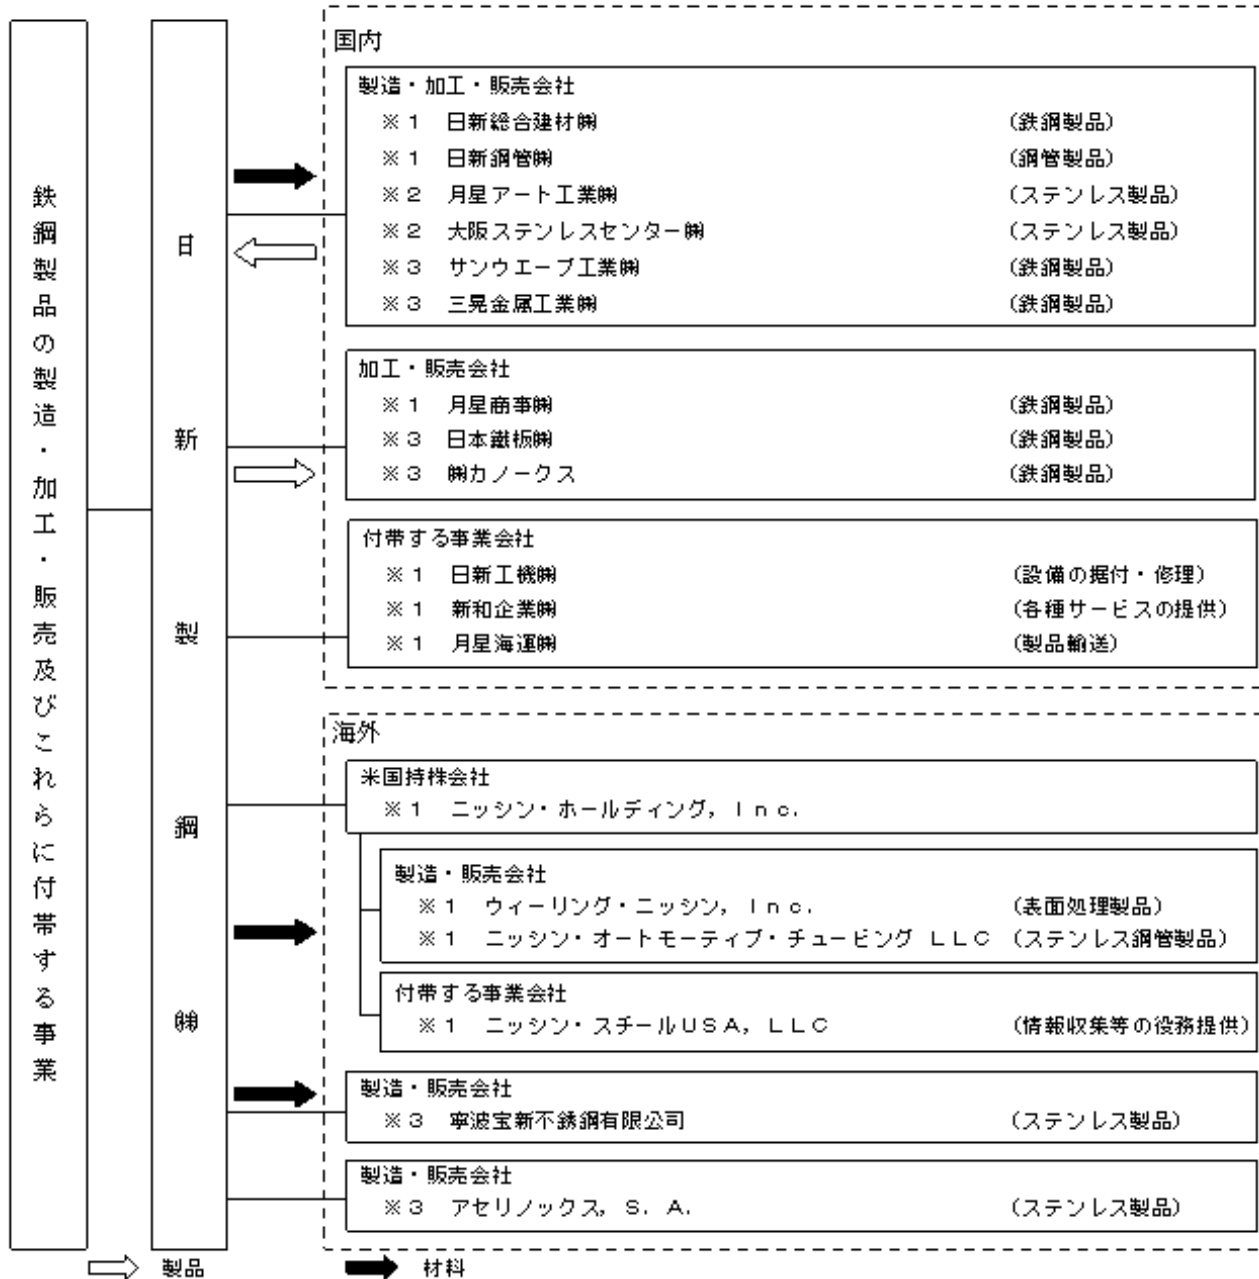 鉄鋼製品の製造・加工・販売及びこれらに付帯する事業
日新製鋼㈱
国内
製造・加工・販売会社
※1 日新総合建材㈱ (鉄鋼製品)
※1 日新鋼管㈱ (鋼管製品)
※2 月星アート工業㈱ (ステンレス製品)
※2 大阪ステンレスセンター㈱ (ステンレス製品)
※3 サンウエーブ工業㈱ (鉄鋼製品)
※3 三晃金属工業㈱ (鉄鋼製品)
加工・販売会社
※1 月星商事㈱ (鉄鋼製品)
※3 日本鐵板㈱ (鉄鋼製品)
※3 ㈱カノークス (鉄鋼製品)
付帯する事業会社
※1 日新工機㈱ (設備の据付・修理)
※1 新和企業㈱ (各種サービスの提供)
※1 月星海運㈱ (製品輸送)
海外
米国持株会社
※1 ニッシン・ホールディング, Inc.
製造・販売会社
※1 ウィーリング・ニッシン, Inc. (表面処理製品)
※1 ニッシン・オートモーティブ・チュービング LLC (ステンレス鋼管製品)
付帯する事業会社
※1 ニッシン・スチールUSA, LLC (情報収集等の役務提供)
製造・販売会社
※3 寧波宝新不銹鋼有限公司 (ステンレス製品)
製造・販売会社
※3 アセリノックス, S. A. (ステンレス製品)
製品 材料